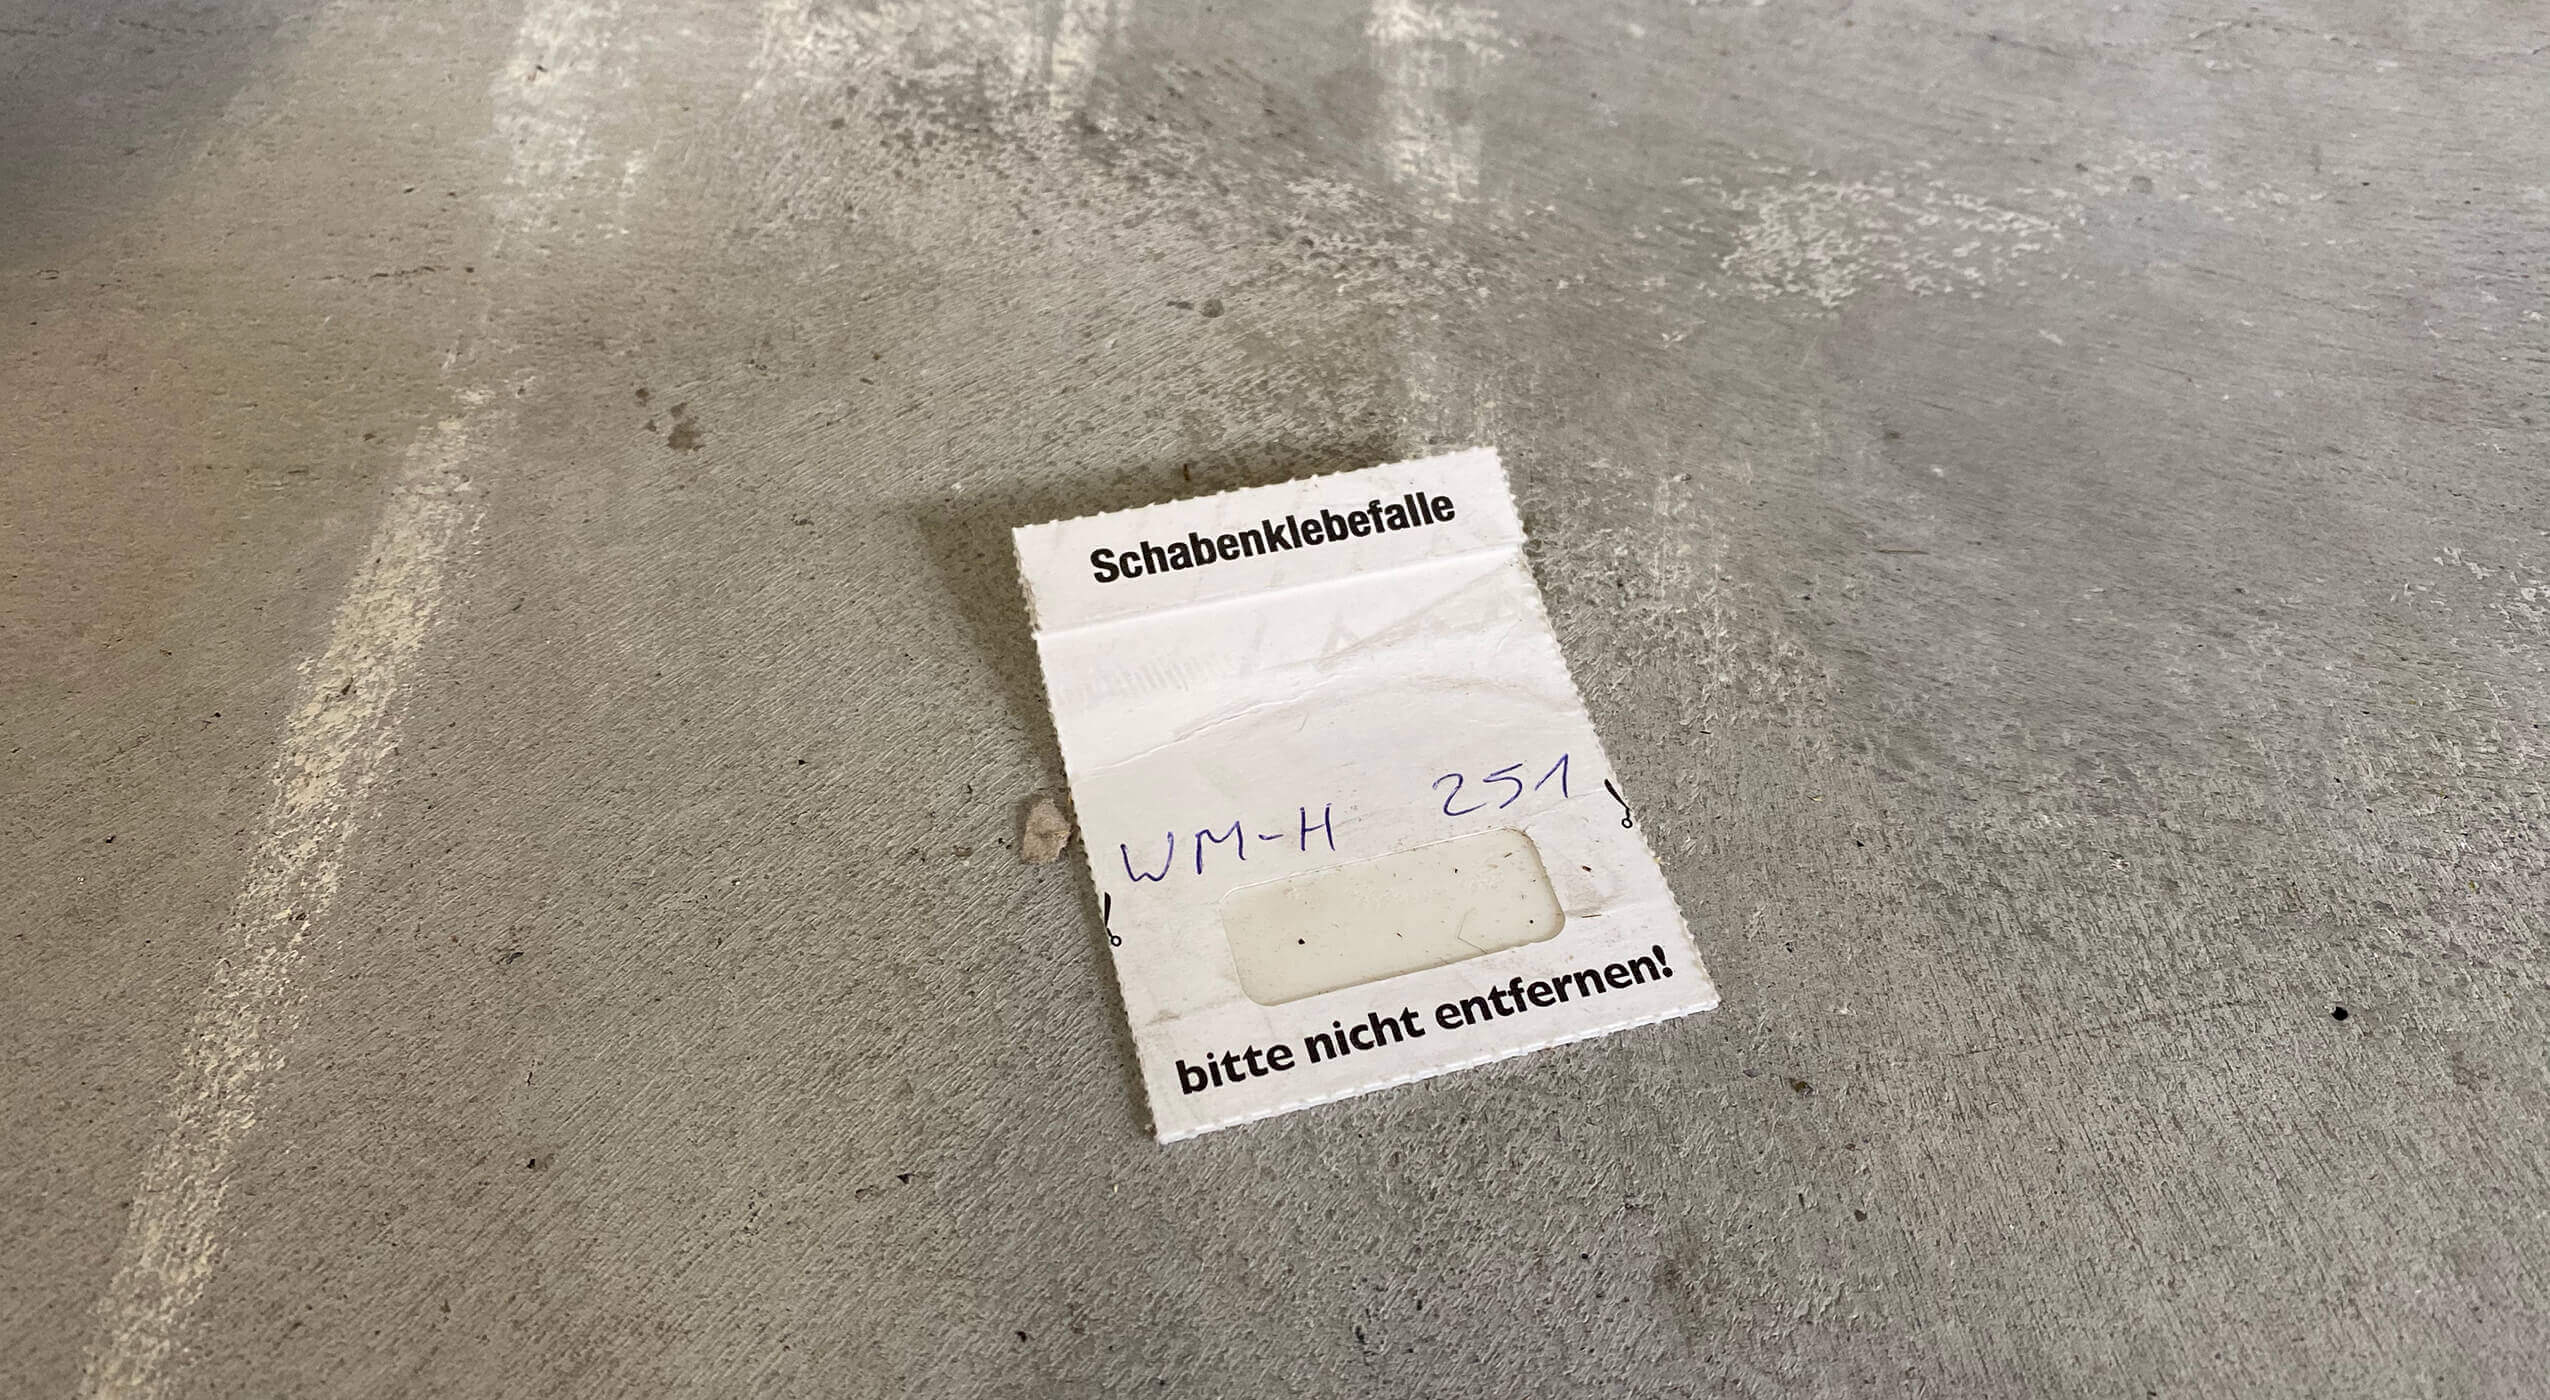 Schabenklebefalle
WM-H 251
bitte nicht entfernen!